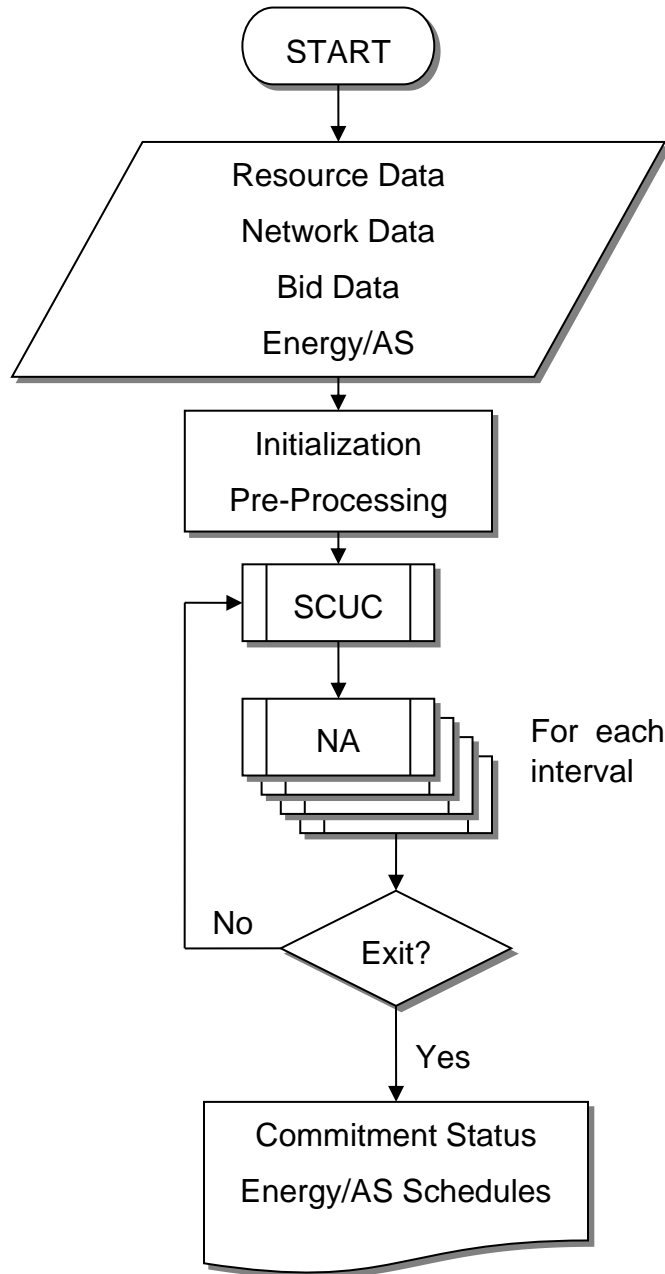 START
Resource Data
Network Data
Bid Data
Energy/AS
Initialization
Pre-Processing
SCUC
NA
For each
interval
No
Exit?
Yes
Commitment Status
Energy/AS Schedules